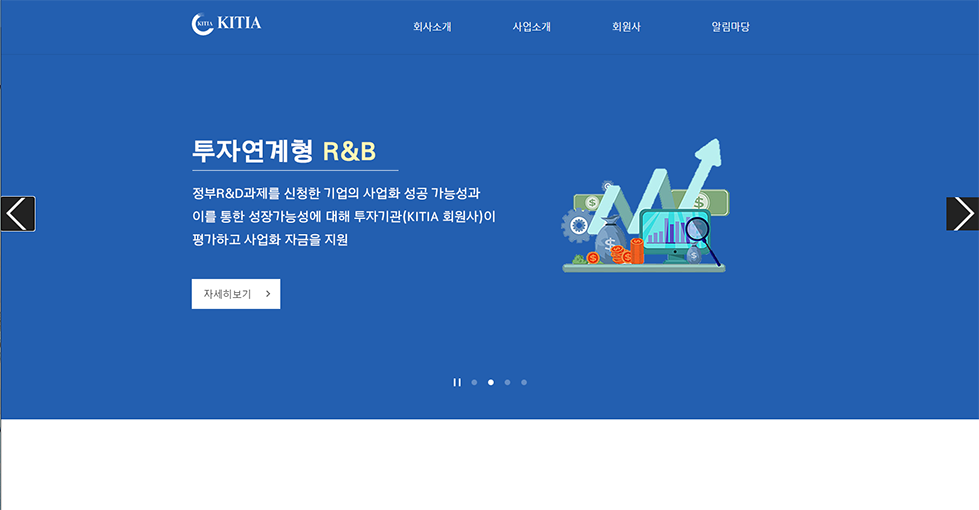 KITIA KITIA
회사소개 사업소개 회원사 알림마당
투자연계형 R&B
정부R&D과제를 신청한 기업의 사업화 성공 가능성과
이를 통한 성장가능성에 대해 투자기관(KITIA 회원사)이
평가하고 사업화 자금을 지원
자세히보기